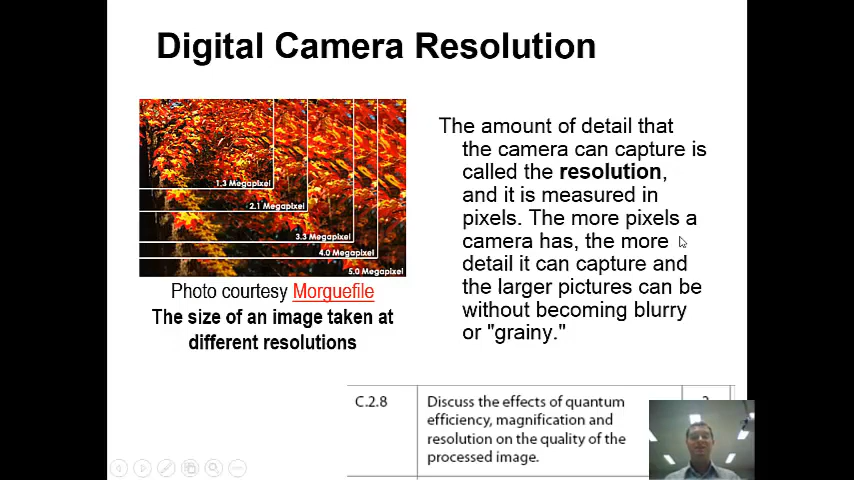 Digital Camera Resolution
1.3 Megapixel
2.1 Megapixel
3.3 Megapixel
4.0 Megapixel
5.0 Megapixel
Photo courtesy Morguefile
The size of an image taken at
different resolutions
The amount of detail that
the camera can capture is
called the resolution,
and it is measured in
pixels. The more pixels a
camera has, the more
detail it can capture and
the larger pictures can be
without becoming blurry
or "grainy."
C.2.8
Discuss the effects of quantum
efficiency, magnification and
resolution on the quality of the
processed image.